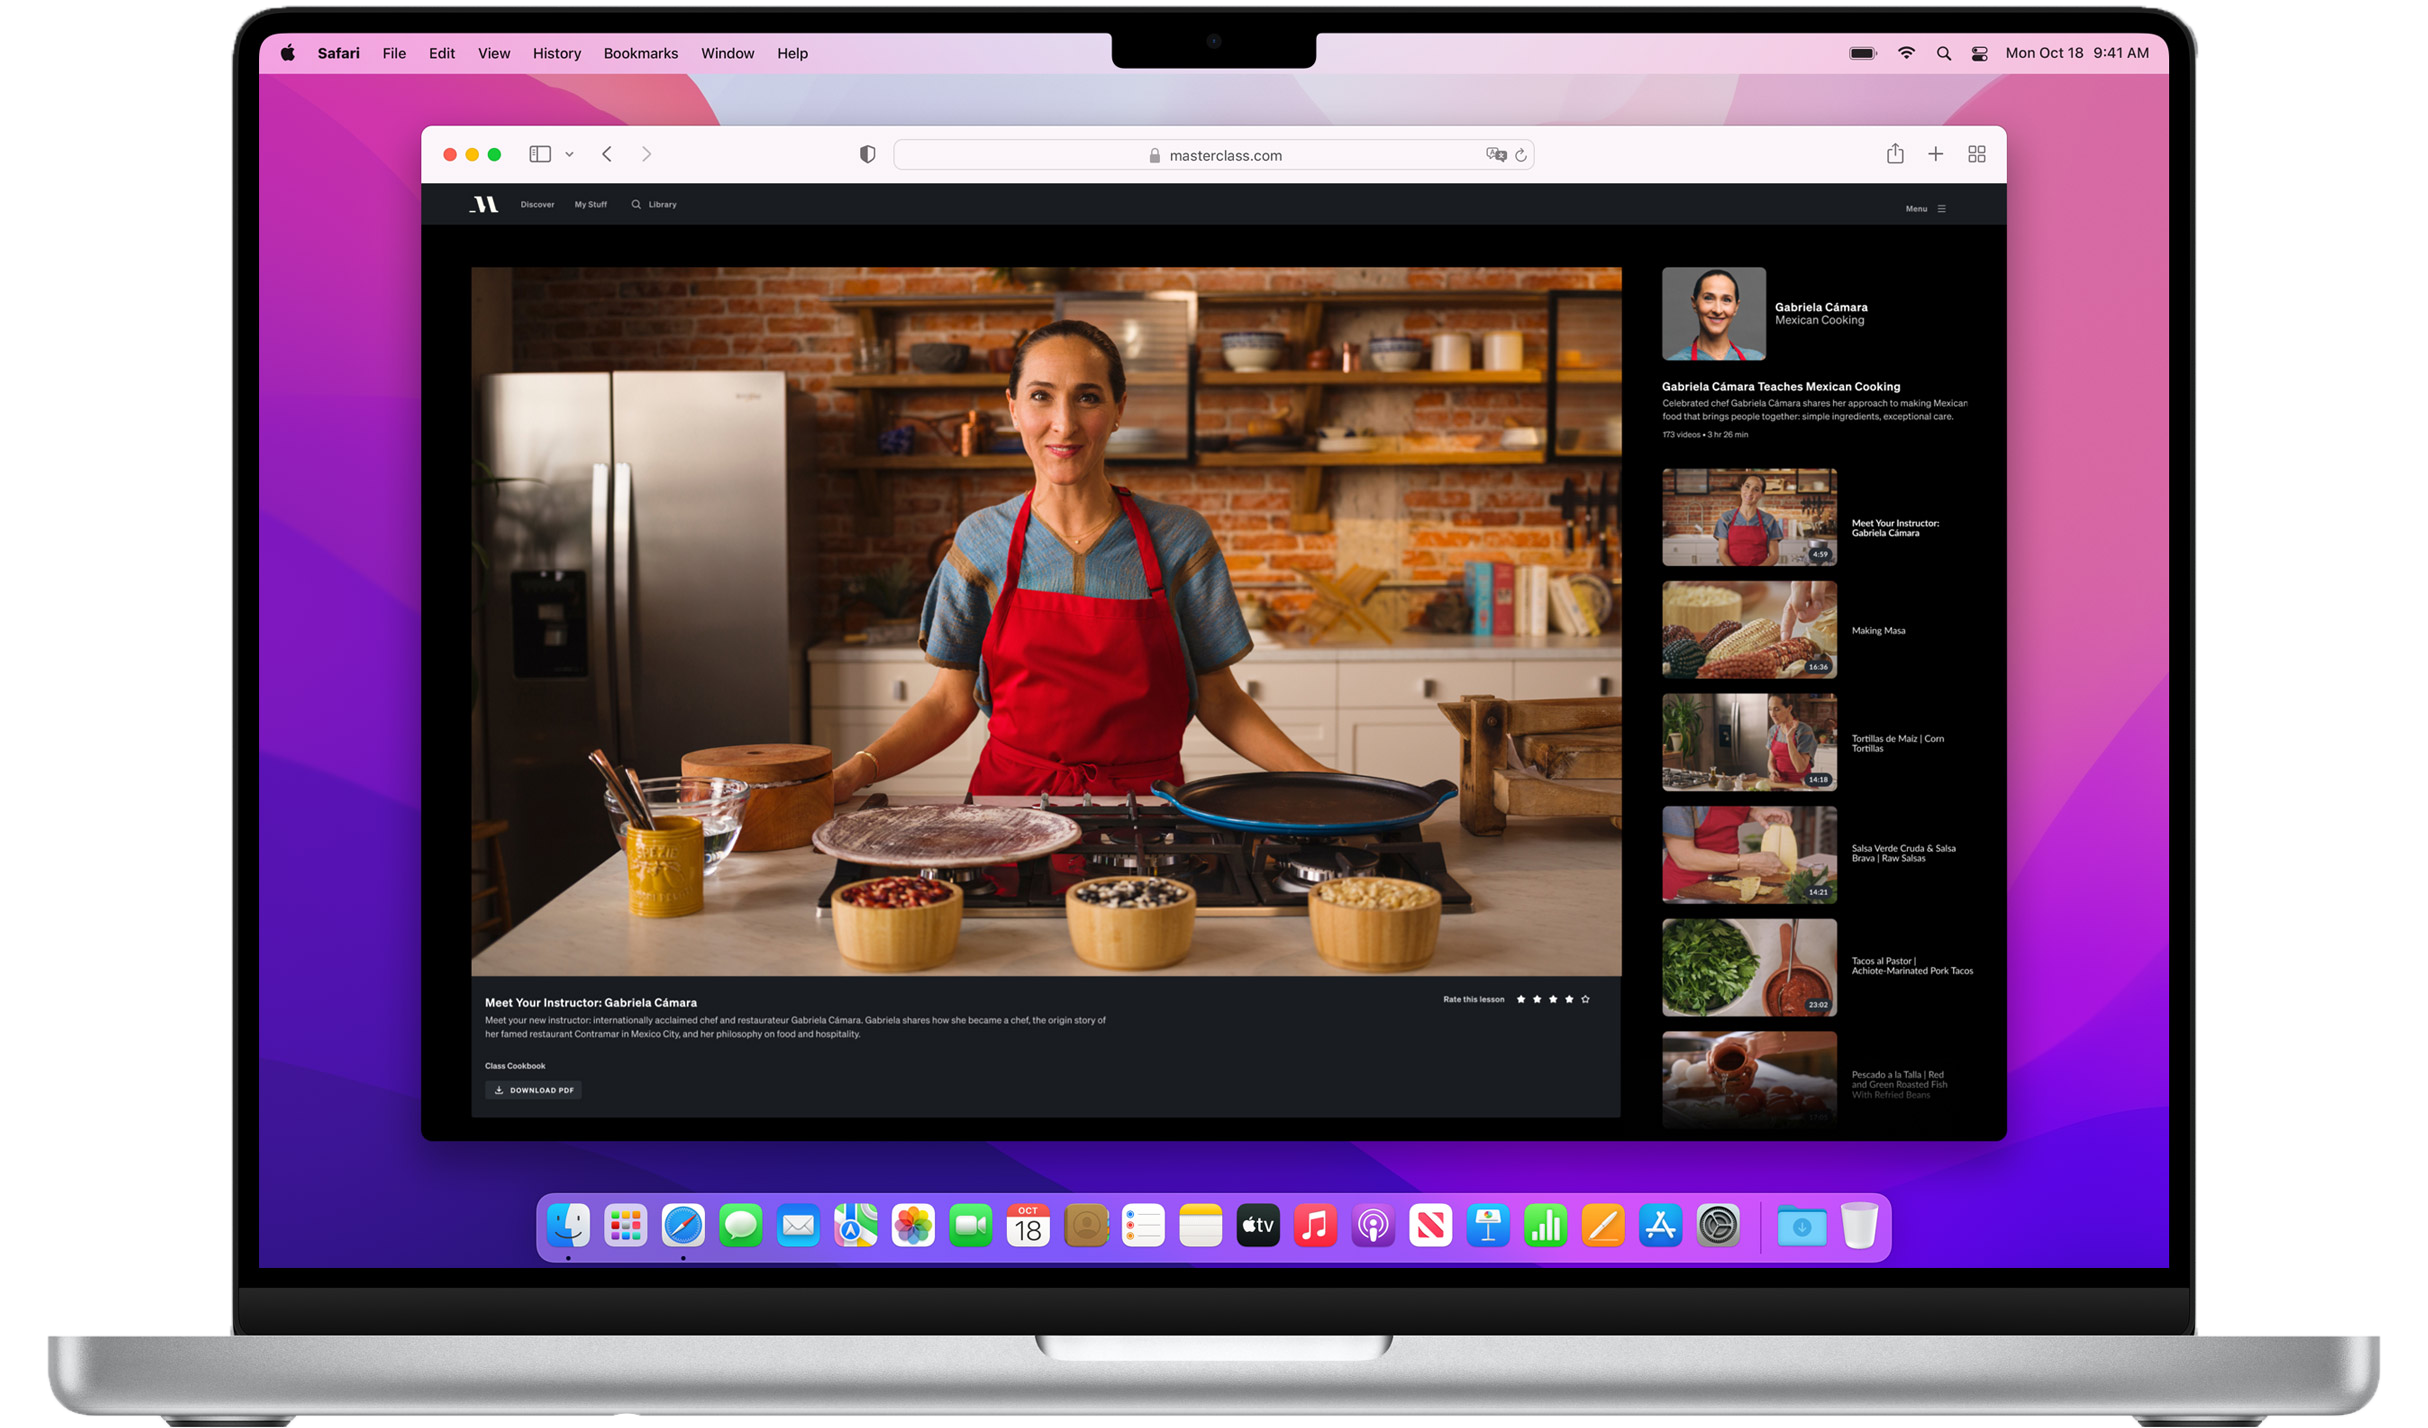 Safari File Edit View History Bookmarks Window Help
Mon Oct 18 9:41 AM
masterclass.com
Discover My Stuff Library
Menu
Gabriela Cámara
Mexican Cooking
Gabriela Cámara Teaches Mexican Cooking
Celebrated chef Gabriela Cámara shares her approach to making Mexican
food that brings people together: simple ingredients, exceptional care.
173 videos • 3 hr 26 min
4:59
Meet Your Instructor:
Gabriela Cámara
16:36
Making Masa
14:18
Tortillas de Maíz | Corn
Tortillas
14:21
Salsa Verde Cruda & Salsa
Brava | Raw Salsas
23:02
Tacos al Pastor |
Achiote-Marinated Pork Tacos
Pescado a la Talla | Red
and Green Roasted Fish
With Refried Beans
Meet Your Instructor: Gabriela Cámara
Rate this lesson
Meet your new instructor: internationally acclaimed chef and restaurateur Gabriela Cámara. Gabriela shares how she became a chef, the origin story of
her famed restaurant Contramar in Mexico City, and her philosophy on food and hospitality.
Class Cookbook
DOWNLOAD PDF
OCT
18
tv